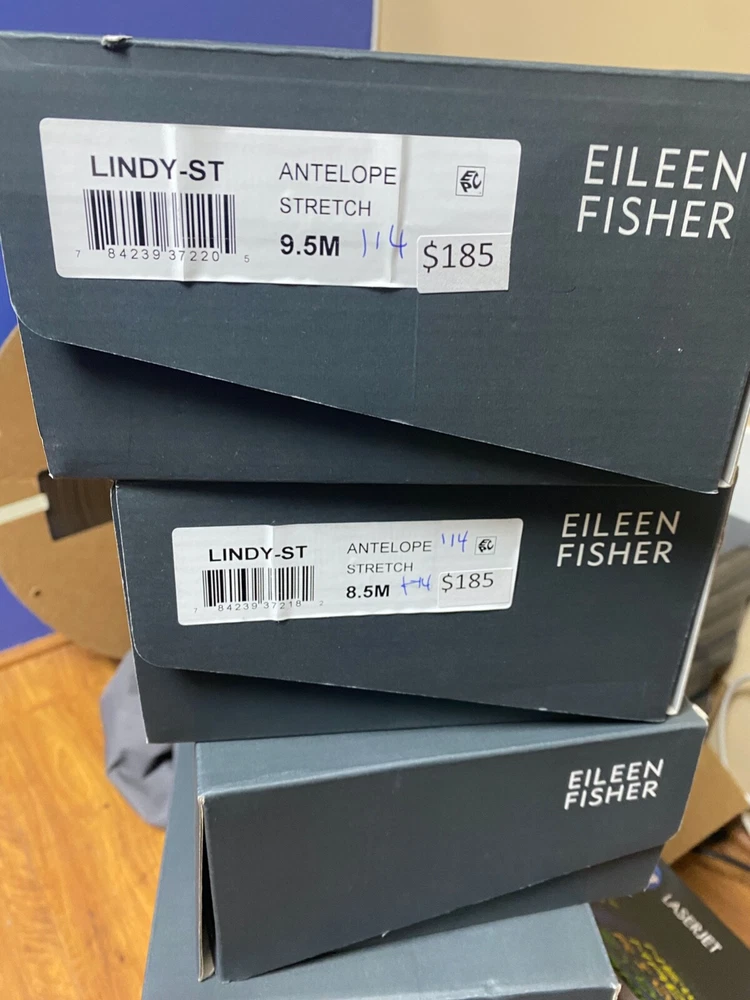 LINDY-ST
7 84239 37220 5
ANTELOPE
STRETCH
9.5M 114
$185
EILEEN
FISHER
LINDY-ST
7 84239 37218 2
ANTELOPE 114
STRETCH
8.5M
$185
EILEEN
FISHER
EILEEN
FISHER
LASERJET